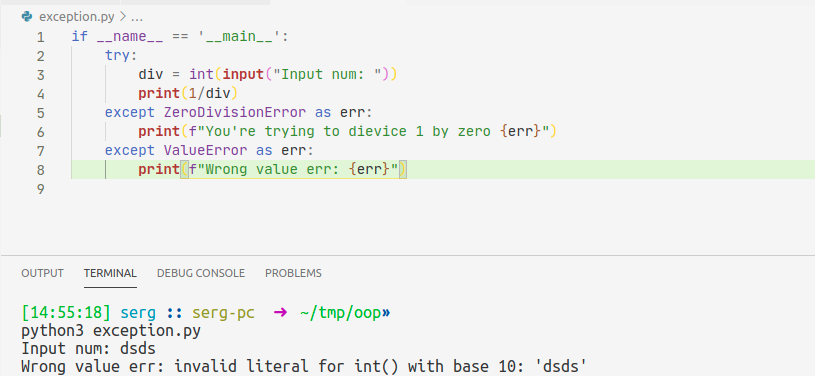 exception.py > ...
1 if __name__ == '__main__':
2     try:
3         div = int(input("Input num: "))
4         print(1/div)
5     except ZeroDivisionError as err:
6         print(f"You're trying to dievice 1 by zero {err}")
7     except ValueError as err:
8         print(f"Wrong value err: {err}")
9
OUTPUT TERMINAL DEBUG CONSOLE PROBLEMS
[14:55:18] serg :: serg-pc ➜ ~/tmp/oop»
python3 exception.py
Input num: dsds
Wrong value err: invalid literal for int() with base 10: 'dsds'